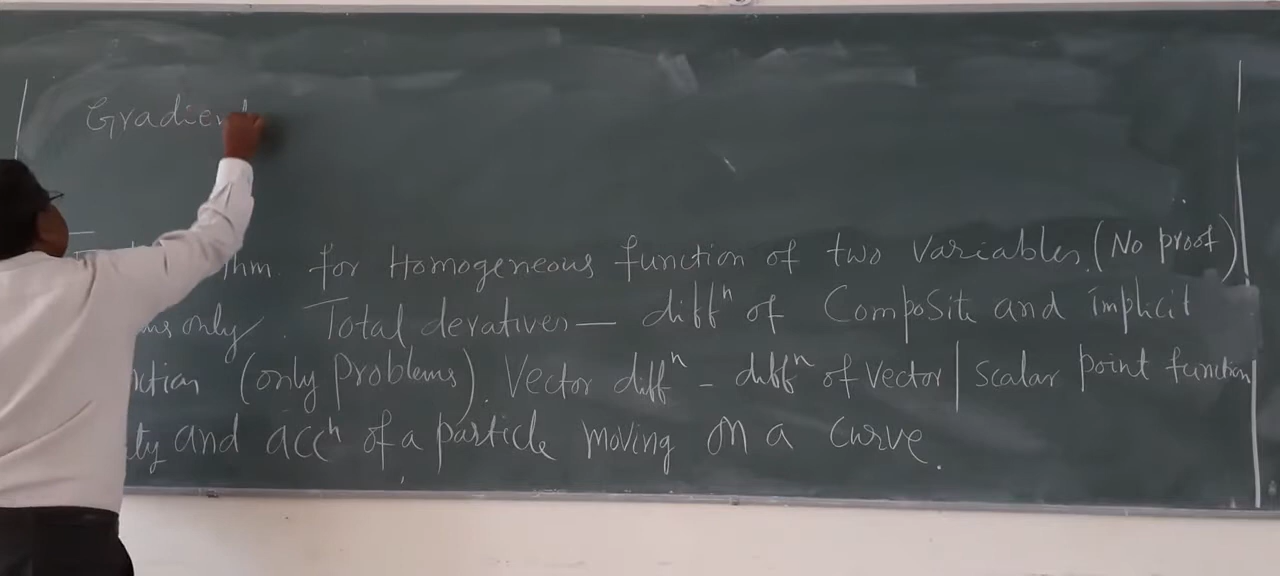 Gradien
thm. for Homogeneous function of two variables. (No proof)
only. Total deratives — diffⁿ of Composite and implicit
(only problems). Vector diffⁿ - diffⁿ of vector | scalar point function
and accⁿ of a particle moving on a curve.